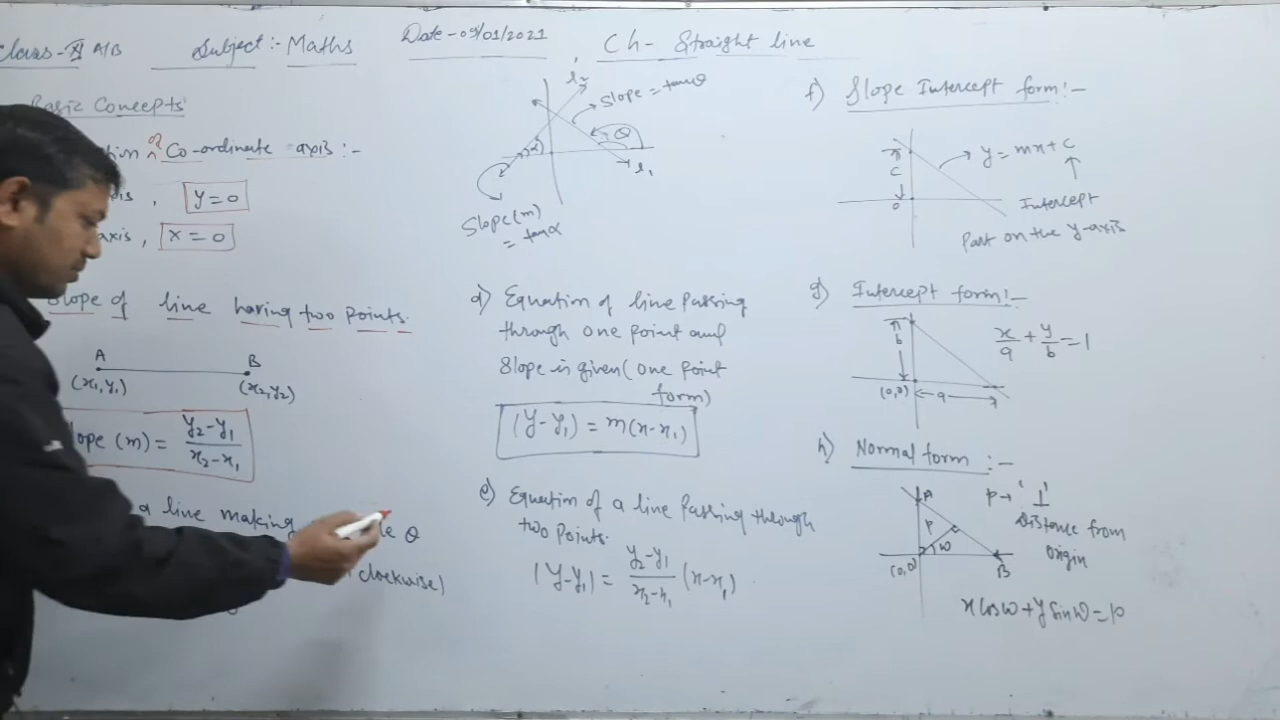 Class-XI A/B Subject:- Maths Date-09/01/2021 Ch- Straight line
Basic Concepts
of Co-ordinate axis:-
, y=0
axis, x=0
Slope of line having two points.
A B
(x₁,y₁) (x₂,y₂)
(m) = y₂-y₁ / x₂-x₁
a line making θ
clockwise)
l₂
Slope = tanθ
θ
α
l₁
Slope(m)
= tanα
d) Equation of line Passing
through one point and
Slope is given (one point
form)
(y-y₁) = m(x-x₁)
e) Equation of a line Passing through
two Points.
(y-y₁) = y₂-y₁ / x₂-x₁ (x-x₁)
f) Slope Intercept form:-
y = mx+c
C
0
Intercept
Part on the y-axis
g) Intercept form:-
b
x/a + y/b = 1
(0,0) a
h) Normal form :-
A P→ '⊥'
Distance from
origin
P
ω
(0,0) B
x cosω + y sinω = p